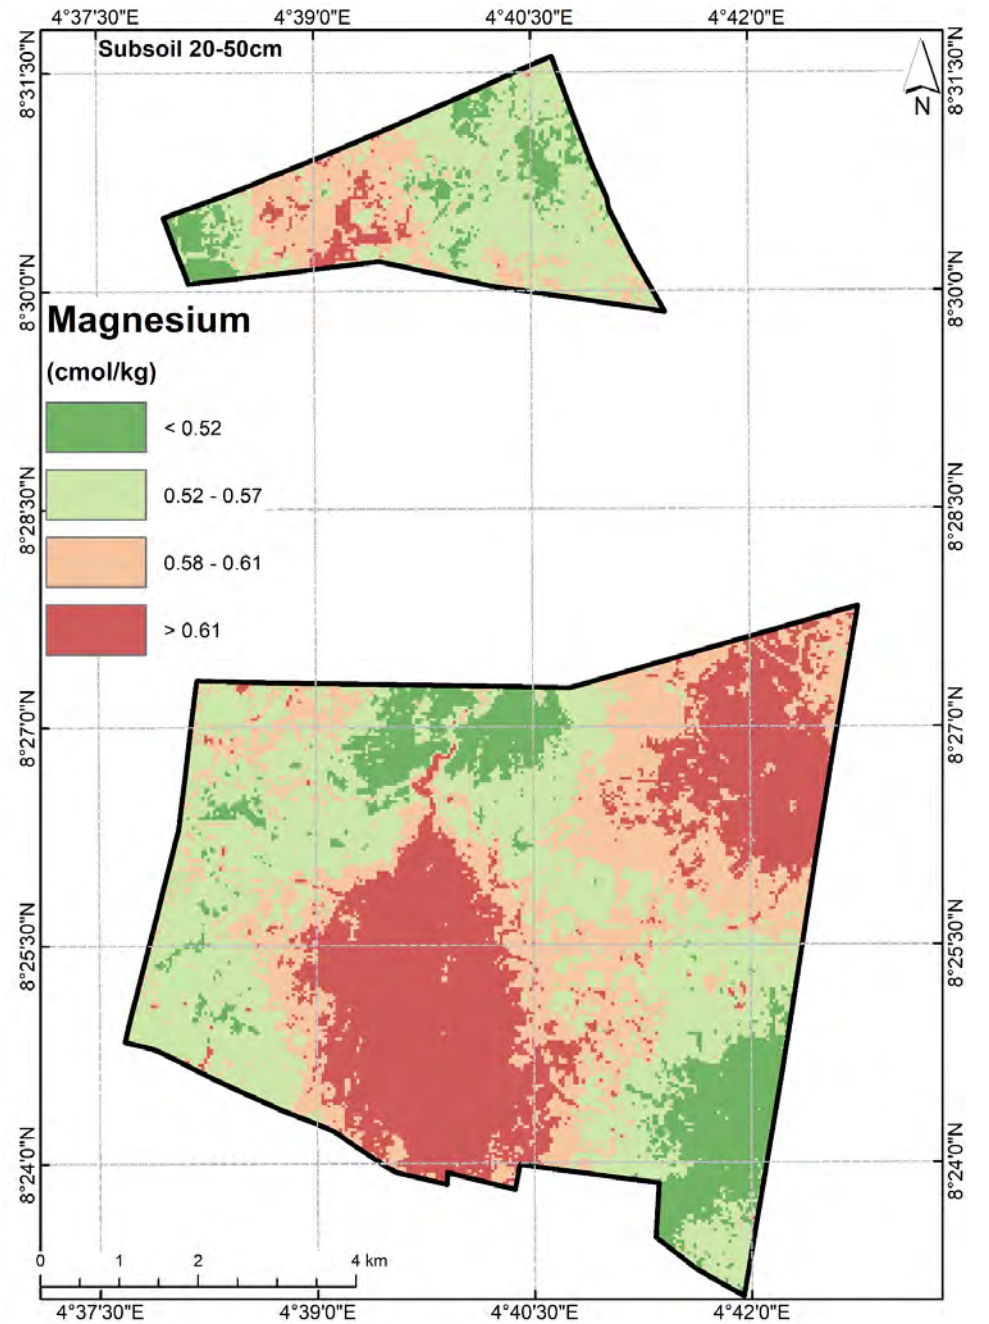 4°37'30"E 4°39'0"E 4°40'30"E 4°42'0"E
Subsoil 20-50cm
8°31'30"N 8°31'30"N
N
8°30'0"N 8°30'0"N
Magnesium
(cmol/kg)
< 0.52
0.52 - 0.57
8°28'30"N 8°28'30"N
0.58 - 0.61
> 0.61
8°27'0"N 8°27'0"N
8°25'30"N 8°25'30"N
8°24'0"N 8°24'0"N
0 1 2 4 km
4°37'30"E 4°39'0"E 4°40'30"E 4°42'0"E